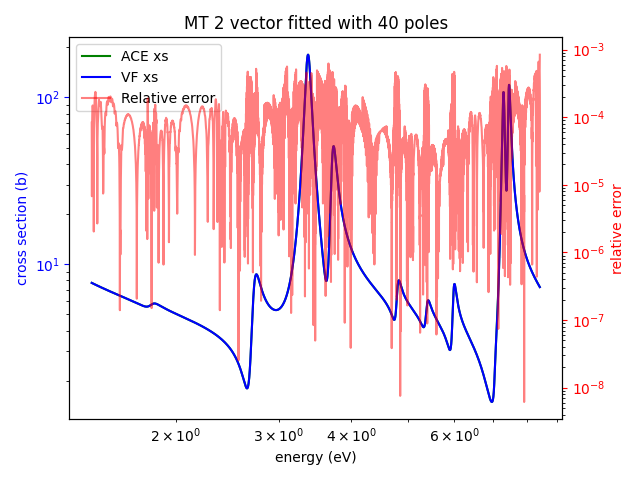 MT 2 vector fitted with 40 poles
ACE xs
VF xs
Relative error
10²
10¹
cross section (b)
10⁻³
10⁻⁴
10⁻⁵
10⁻⁶
10⁻⁷
10⁻⁸
relative error
2 × 10⁰
3 × 10⁰
4 × 10⁰
6 × 10⁰
energy (eV)